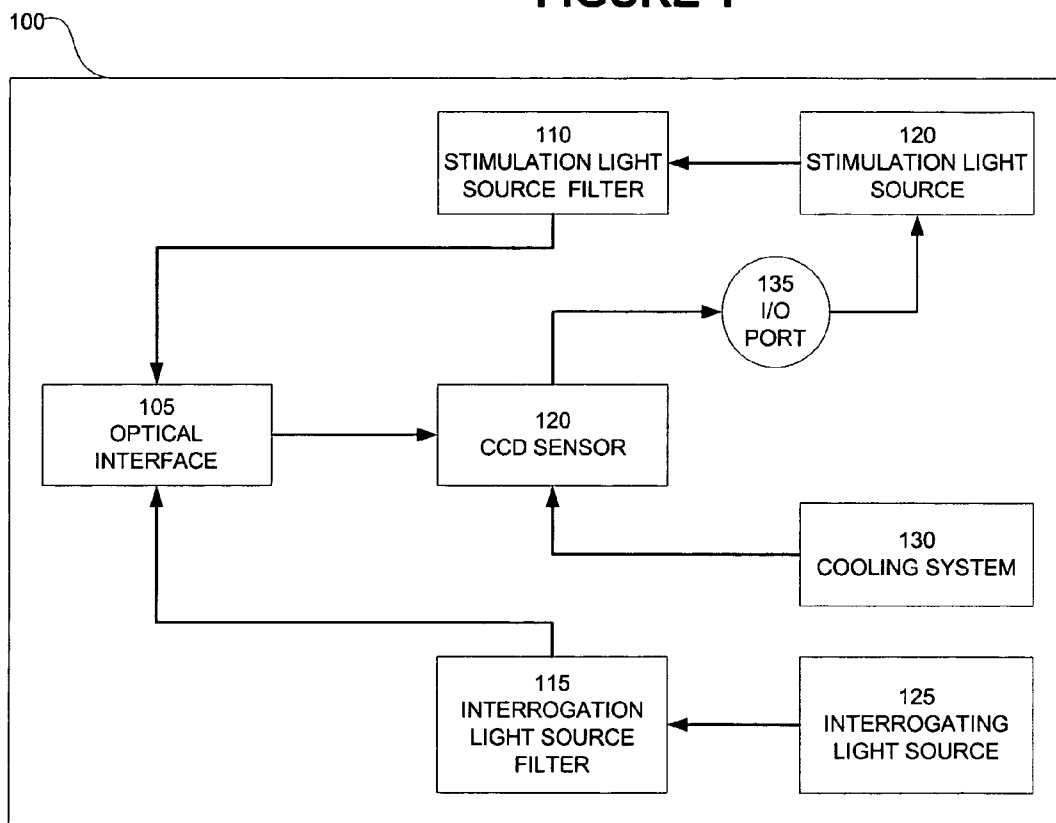 100
110
STIMULATION LIGHT
SOURCE FILTER
120
STIMULATION LIGHT
SOURCE
135
I/O
PORT
105
OPTICAL
INTERFACE
120
CCD SENSOR
130
COOLING SYSTEM
115
INTERROGATION
LIGHT SOURCE
FILTER
125
INTERROGATING
LIGHT SOURCE